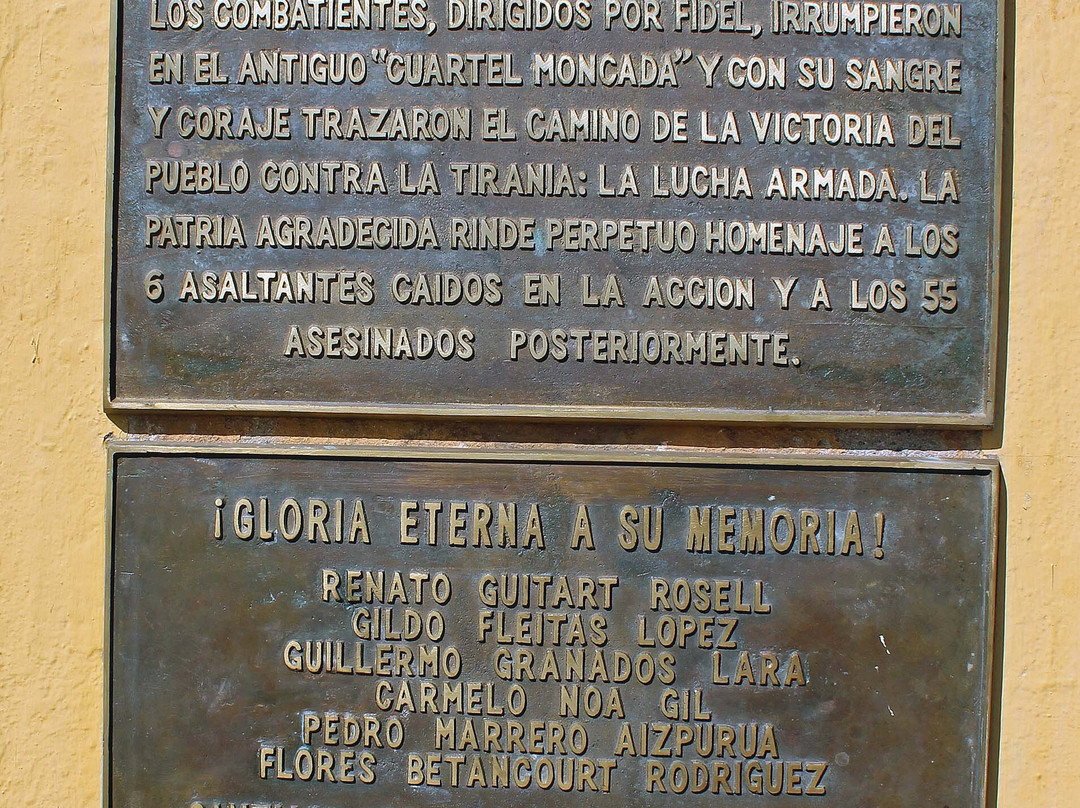 LOS COMBATIENTES, DIRIGIDOS POR FIDEL, IRRUMPIERON
EN EL ANTIGUO "CUARTEL MONCADA" Y CON SU SANGRE
Y CORAJE TRAZARON EL CAMINO DE LA VICTORIA DEL
PUEBLO CONTRA LA TIRANIA: LA LUCHA ARMADA. LA
PATRIA AGRADECIDA RINDE PERPETUO HOMENAJE A LOS
6 ASALTANTES CAIDOS EN LA ACCION Y A LOS 55
ASESINADOS POSTERIORMENTE.
¡GLORIA ETERNA A SU MEMORIA!
RENATO GUITART ROSELL
GILDO FLEITAS LOPEZ
GUILLERMO GRANADOS LARA
CARMELO NOA GIL
PEDRO MARRERO AIZPURUA
FLORES BETANCOURT RODRIGUEZ